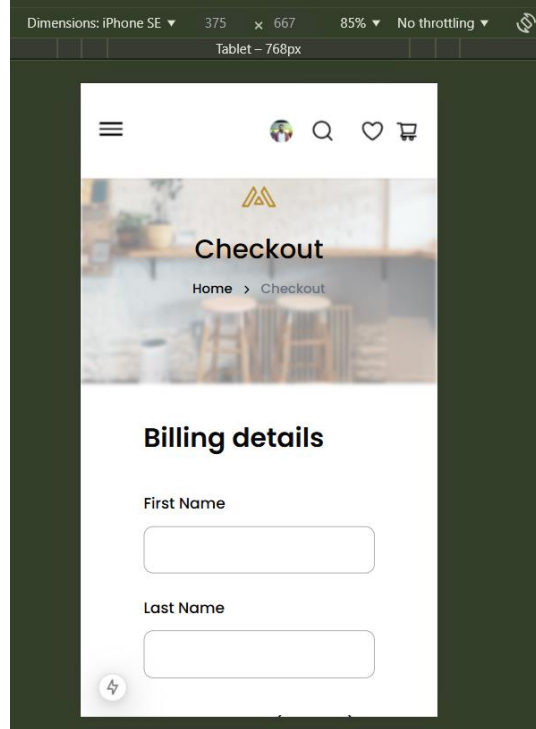 Dimensions: iPhone SE ▼ 375 × 667 85% ▼ No throttling ▼
Tablet – 768px
Checkout
Home > Checkout
Billing details
First Name
Last Name